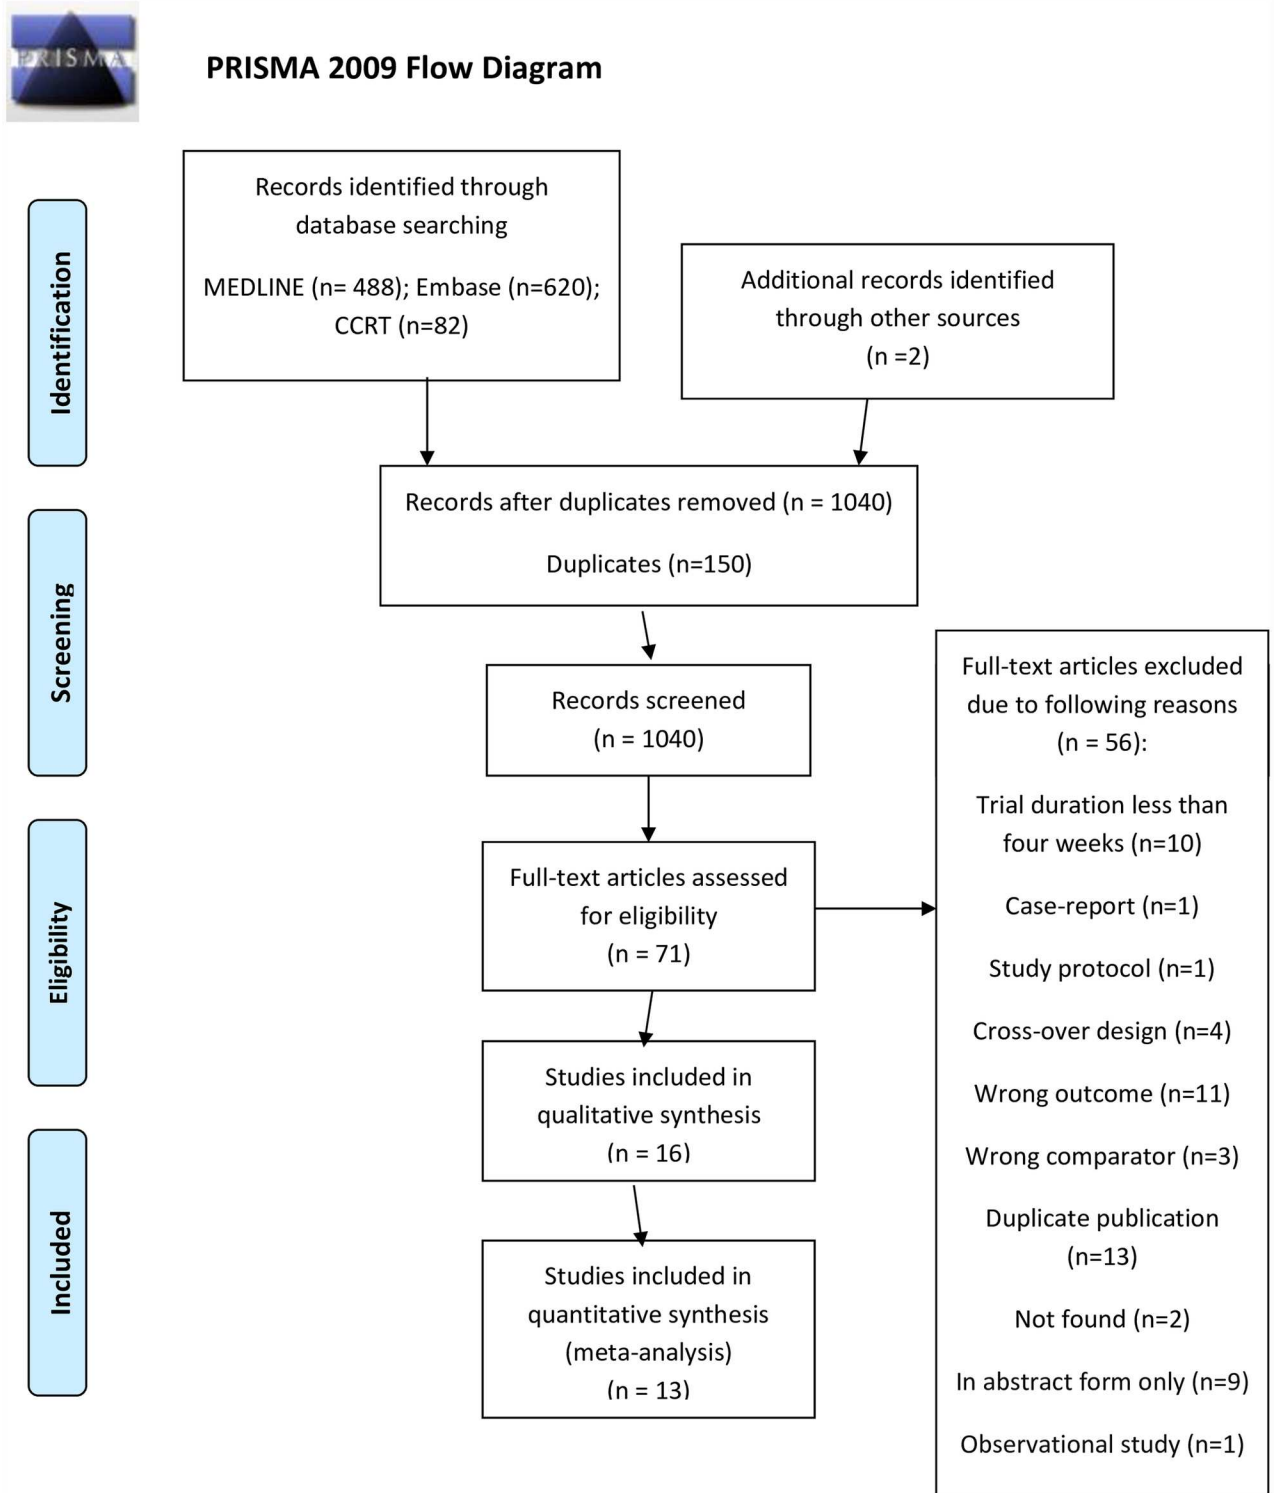 PRISMA
PRISMA 2009 Flow Diagram
Identification
Records identified through
database searching
MEDLINE (n= 488); Embase (n=620);
CCRT (n=82)
Additional records identified
through other sources
(n =2)
Records after duplicates removed (n = 1040)
Duplicates (n=150)
Screening
Records screened
(n = 1040)
Eligibility
Full-text articles assessed
for eligibility
(n = 71)
Full-text articles excluded
due to following reasons
(n = 56):
Trial duration less than
four weeks (n=10)
Case-report (n=1)
Study protocol (n=1)
Cross-over design (n=4)
Wrong outcome (n=11)
Wrong comparator (n=3)
Duplicate publication
(n=13)
Not found (n=2)
In abstract form only (n=9)
Observational study (n=1)
Included
Studies included in
qualitative synthesis
(n = 16)
Studies included in
quantitative synthesis
(meta-analysis)
(n = 13)